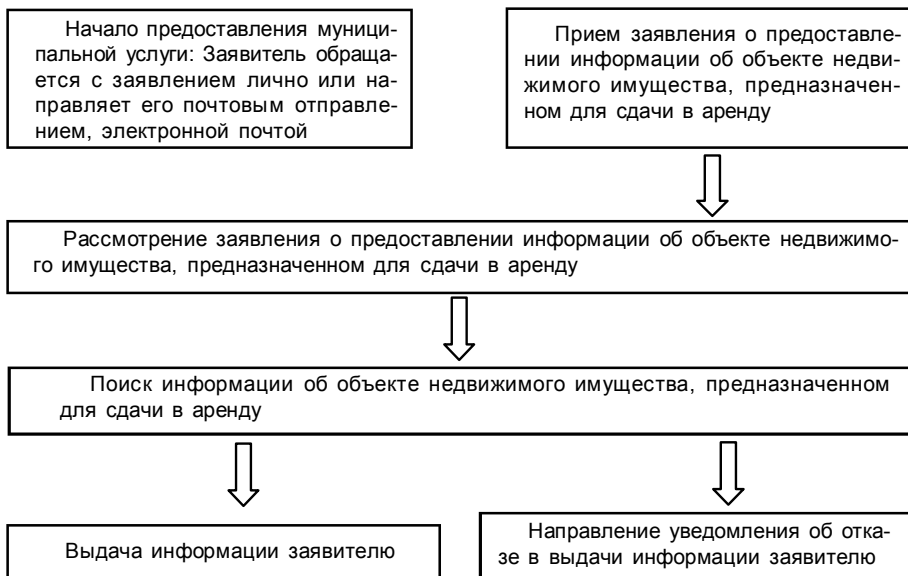 Начало предоставления муници-
пальной услуги: Заявитель обраща-
ется с заявлением лично или на-
правляет его почтовым отправле-
нием, электронной почтой
Прием заявления о предоставле-
нии информации об объекте недви-
жимого имущества, предназначен-
ном для сдачи в аренду
Рассмотрение заявления о предоставлении информации об объекте недвижимо-
го имущества, предназначенном для сдачи в аренду
Поиск информации об объекте недвижимого имущества, предназначенном
для сдачи в аренду
Выдача информации заявителю
Направление уведомления об отка-
зе в выдачи информации заявителю